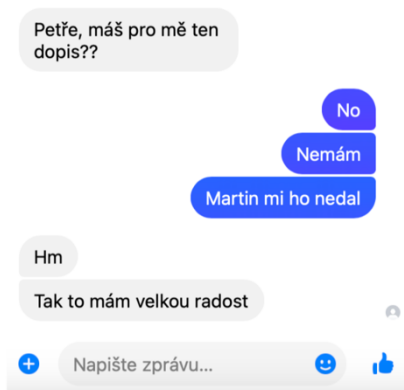 Petře, máš pro mě ten
dopis??
No
Nemám
Martin mi ho nedal
Hm
Tak to mám velkou radost
Napište zprávu...